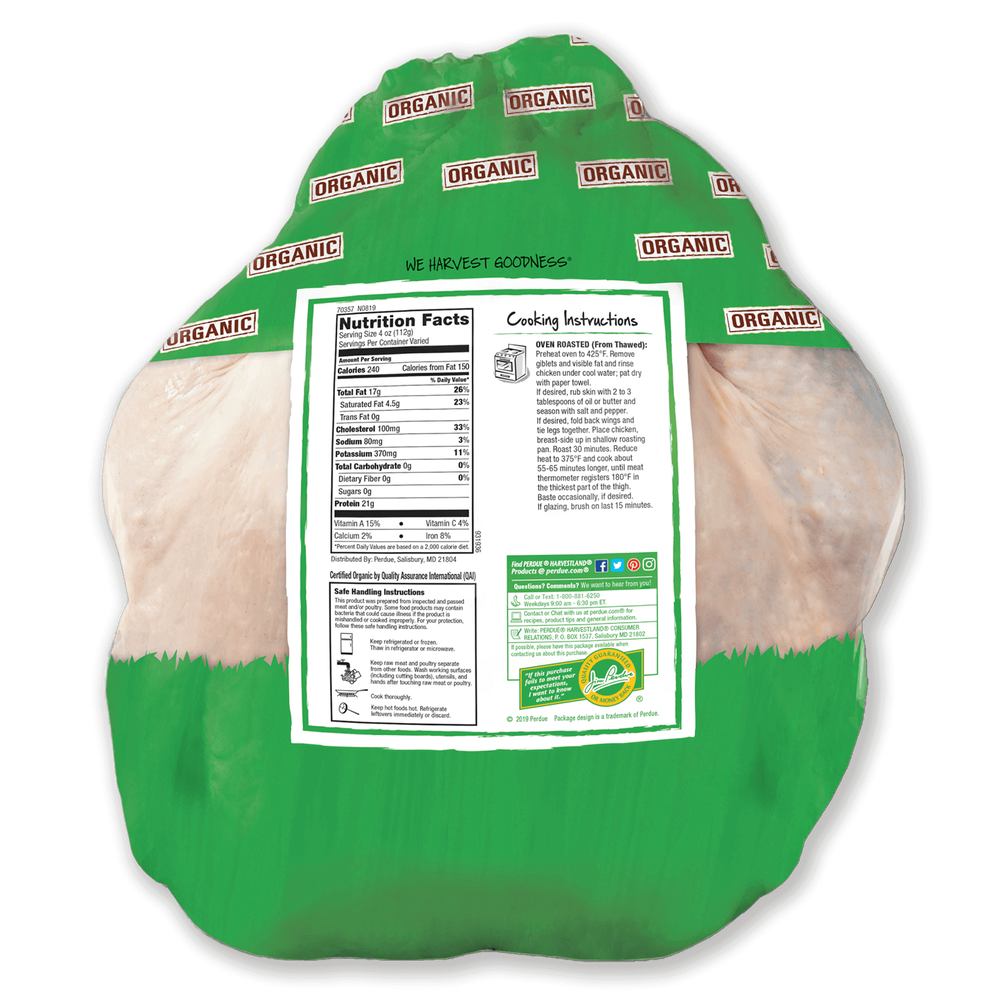 ORGANIC ORGANIC
ORGANIC ORGANIC ORGANIC
ORGANIC ORGANIC
ORGANIC ORGANIC
WE HARVEST GOODNESS®
70357 N0819
Nutrition Facts
Serving Size 4 oz (112g)
Servings Per Container Varied
Amount Per Serving
Calories 240 Calories from Fat 150
% Daily Value*
Total Fat 17g 26%
Saturated Fat 4.5g 23%
Trans Fat 0g
Cholesterol 100mg 33%
Sodium 80mg 3%
Potassium 370mg 11%
Total Carbohydrate 0g 0%
Dietary Fiber 0g 0%
Sugars 0g
Protein 21g
Vitamin A 15% • Vitamin C 4%
Calcium 2% • Iron 8%
*Percent Daily Values are based on a 2,000 calorie diet.
931936
Distributed By: Perdue, Salisbury, MD 21804
Certified Organic by Quality Assurance International (QAI)
Safe Handling Instructions
This product was prepared from inspected and passed
meat and/or poultry. Some food products may contain
bacteria that could cause illness if the product is
mishandled or cooked improperly. For your protection,
follow these safe handling instructions.
Keep refrigerated or frozen.
Thaw in refrigerator or microwave.
Keep raw meat and poultry separate
from other foods. Wash working surfaces
(including cutting boards), utensils, and
hands after touching raw meat or poultry.
Cook thoroughly.
Keep hot foods hot. Refrigerate
leftovers immediately or discard.
Cooking Instructions
OVEN ROASTED (From Thawed):
Preheat oven to 425°F. Remove
giblets and visible fat and rinse
chicken under cool water; pat dry
with paper towel.
If desired, rub skin with 2 to 3
tablespoons of oil or butter and
season with salt and pepper.
If desired, fold back wings and
tie legs together. Place chicken,
breast-side up in shallow roasting
pan. Roast 30 minutes. Reduce
heat to 375°F and cook about
55-65 minutes longer, until meat
thermometer registers 180°F in
the thickest part of the thigh.
Baste occasionally, if desired.
If glazing, brush on last 15 minutes.
Find PERDUE® HARVESTLAND®
Products @ perdue.com®
Questions? Comments? We want to hear from you!
Call or Text: 1-800-881-6250
Weekdays 9:00 am - 6:30 pm ET
Contact or Chat with us at perdue.com® for
recipes, product tips and general information.
Write: PERDUE® HARVESTLAND® CONSUMER
RELATIONS, P. O. BOX 1537, Salisbury MD 21802
If possible, please have this package available when
contacting us about this purchase.
"If this purchase
fails to meet your
expectations,
I want to know
about it."
QUALITY GUARANTEED
Jim Perdue
OR MONEY BACK
®
© 2019 Perdue Package design is a trademark of Perdue.